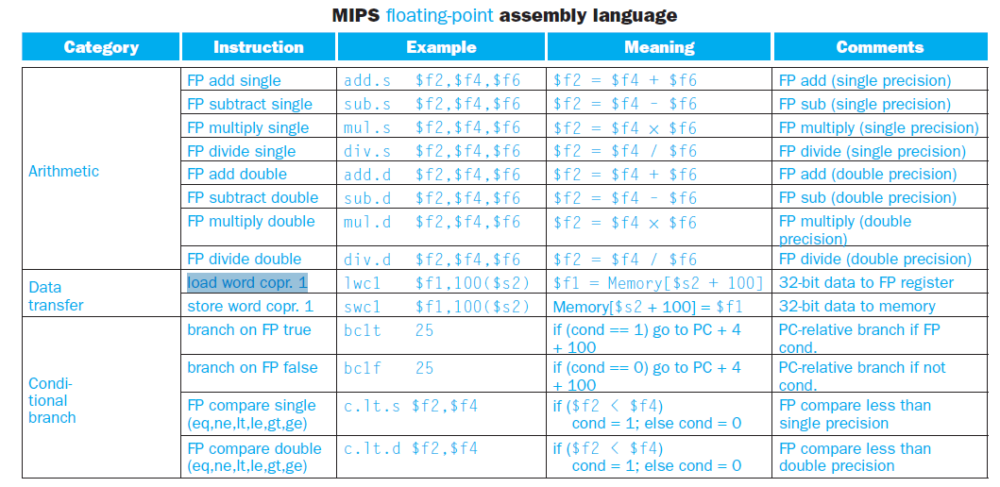 MIPS floating-point assembly language
Category Instruction Example Meaning Comments
Arithmetic
FP add single add.s $f2,$f4,$f6 $f2 = $f4 + $f6 FP add (single precision)
FP subtract single sub.s $f2,$f4,$f6 $f2 = $f4 - $f6 FP sub (single precision)
FP multiply single mul.s $f2,$f4,$f6 $f2 = $f4 × $f6 FP multiply (single precision)
FP divide single div.s $f2,$f4,$f6 $f2 = $f4 / $f6 FP divide (single precision)
FP add double add.d $f2,$f4,$f6 $f2 = $f4 + $f6 FP add (double precision)
FP subtract double sub.d $f2,$f4,$f6 $f2 = $f4 - $f6 FP sub (double precision)
FP multiply double mul.d $f2,$f4,$f6 $f2 = $f4 × $f6 FP multiply (double
precision)
FP divide double div.d $f2,$f4,$f6 $f2 = $f4 / $f6 FP divide (double precision)
Data
transfer
load word copr. 1 lwc1 $f1,100($s2) $f1 = Memory[$s2 + 100] 32-bit data to FP register
store word copr. 1 swc1 $f1,100($s2) Memory[$s2 + 100] = $f1 32-bit data to memory
Condi-
tional
branch
branch on FP true bc1t 25 if (cond == 1) go to PC + 4 PC-relative branch if FP
+ 100 cond.
branch on FP false bc1f 25 if (cond == 0) go to PC + 4 PC-relative branch if not
+ 100 cond.
FP compare single c.lt.s $f2,$f4 if ($f2 < $f4) FP compare less than
(eq,ne,lt,le,gt,ge) cond = 1; else cond = 0 single precision
FP compare double c.lt.d $f2,$f4 if ($f2 < $f4) FP compare less than
(eq,ne,lt,le,gt,ge) cond = 1; else cond = 0 double precision